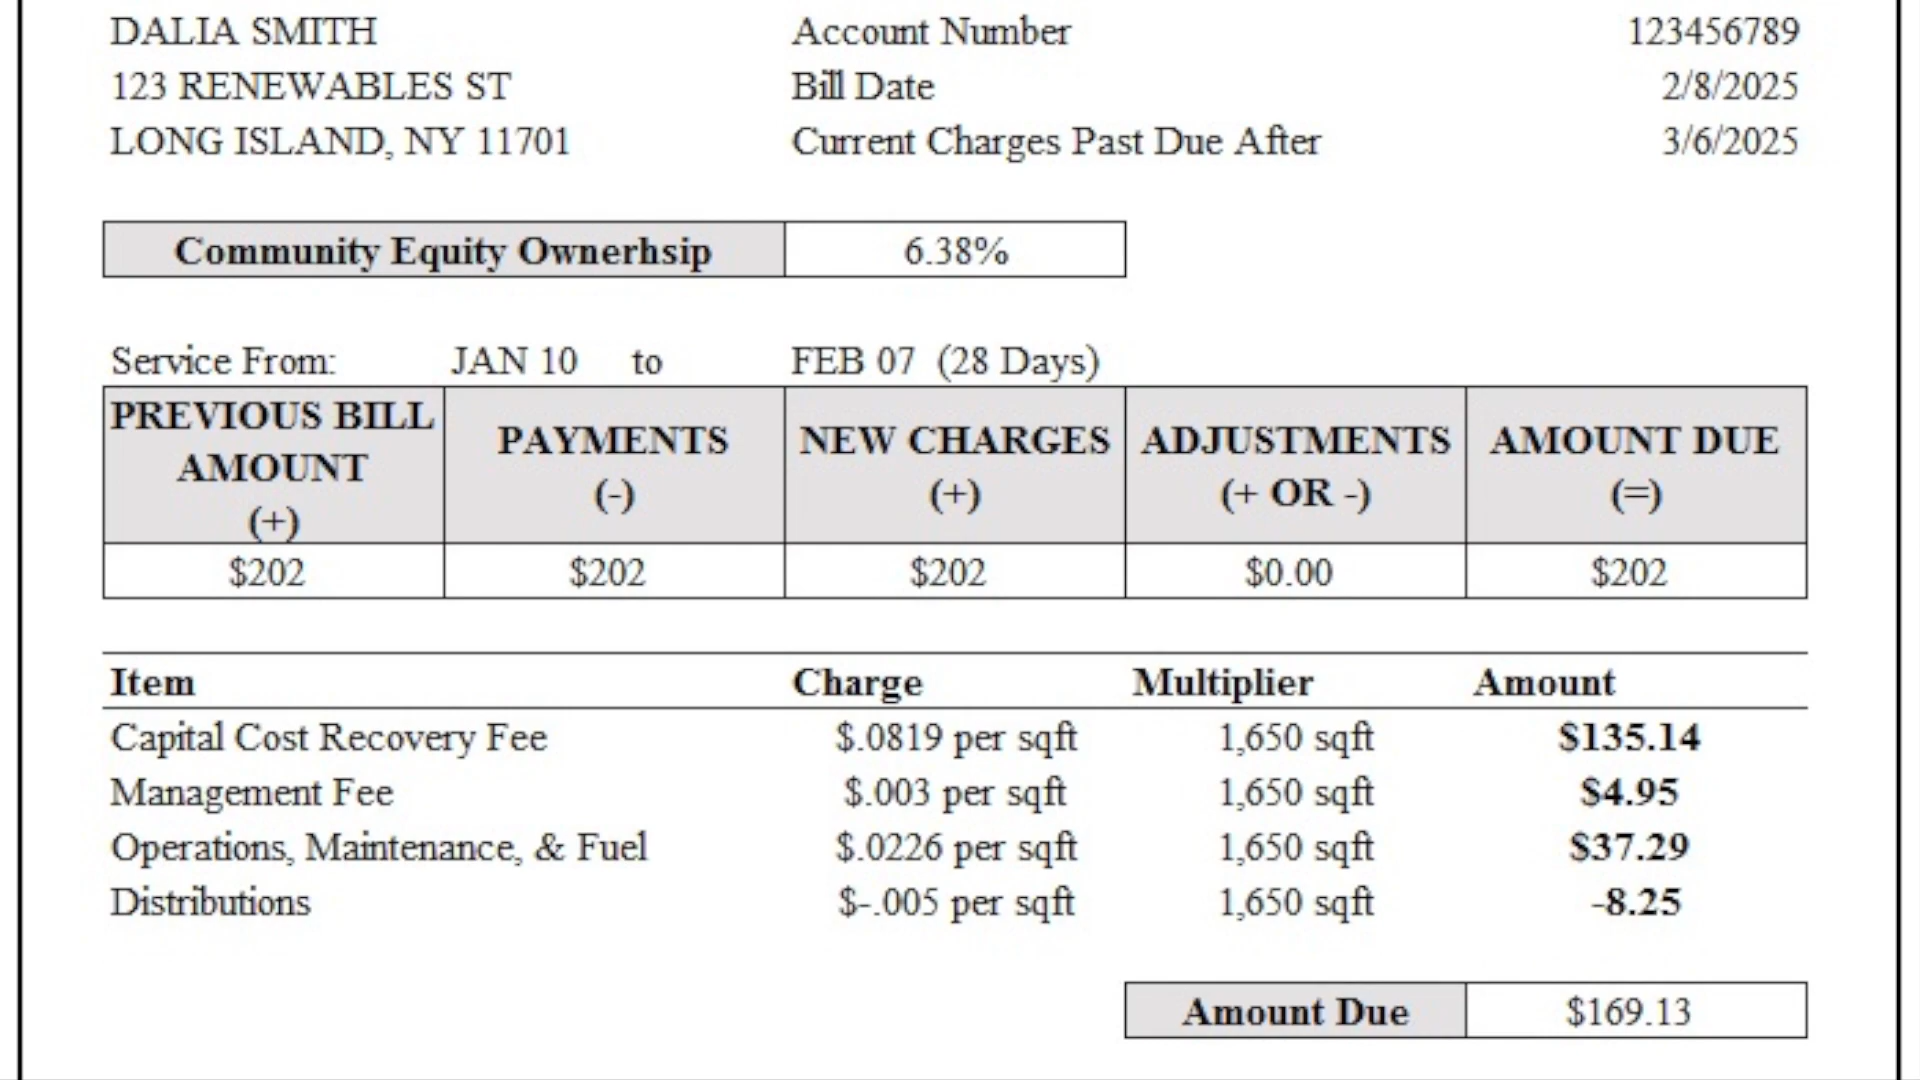 DALIA SMITH Account Number 123456789
123 RENEWABLES ST Bill Date 2/8/2025
LONG ISLAND, NY 11701 Current Charges Past Due After 3/6/2025
Community Equity Ownerhsip 6.38%
Service From: JAN 10 to FEB 07 (28 Days)
PREVIOUS BILL AMOUNT (+) PAYMENTS (-) NEW CHARGES (+) ADJUSTMENTS (+ OR -) AMOUNT DUE (=)
$202 $202 $202 $0.00 $202
Item Charge Multiplier Amount
Capital Cost Recovery Fee $.0819 per sqft 1,650 sqft $135.14
Management Fee $.003 per sqft 1,650 sqft $4.95
Operations, Maintenance, & Fuel $.0226 per sqft 1,650 sqft $37.29
Distributions $-.005 per sqft 1,650 sqft -8.25
Amount Due $169.13